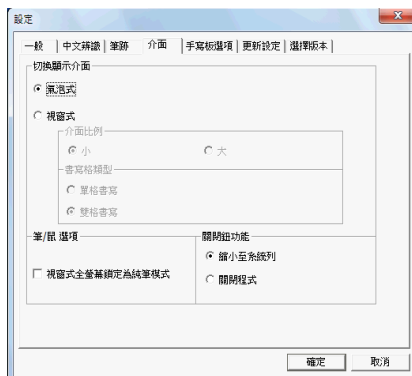 設定
一般 中文辨識 筆跡 介面 手寫板選項 更新設定 選擇版本
切換顯示介面
氣泡式
視窗式
介面比例
小 大
書寫格類型
單格書寫
雙格書寫
筆/鼠 選項
視窗式全螢幕鎖定為純筆模式
關閉鈕功能
縮小至系統列
關閉程式
確定 取消